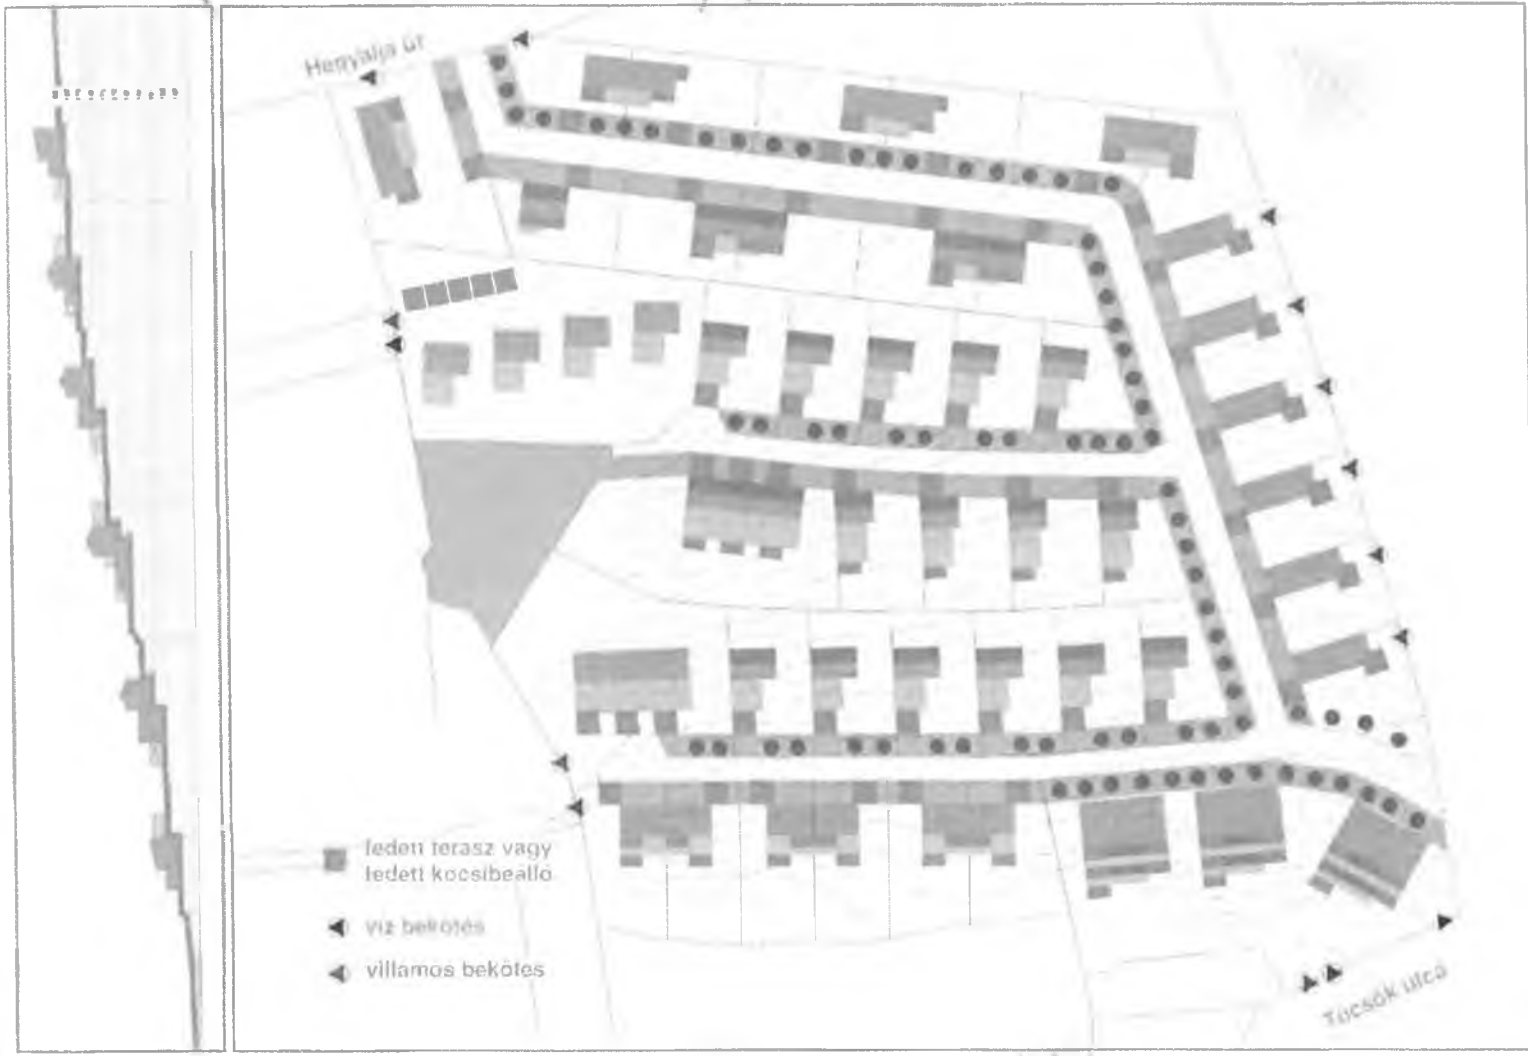 Hegyalja út
fedett terasz vagy
fedett kocsibeálló
víz bekötés
villamos bekötés
Tücsök utca